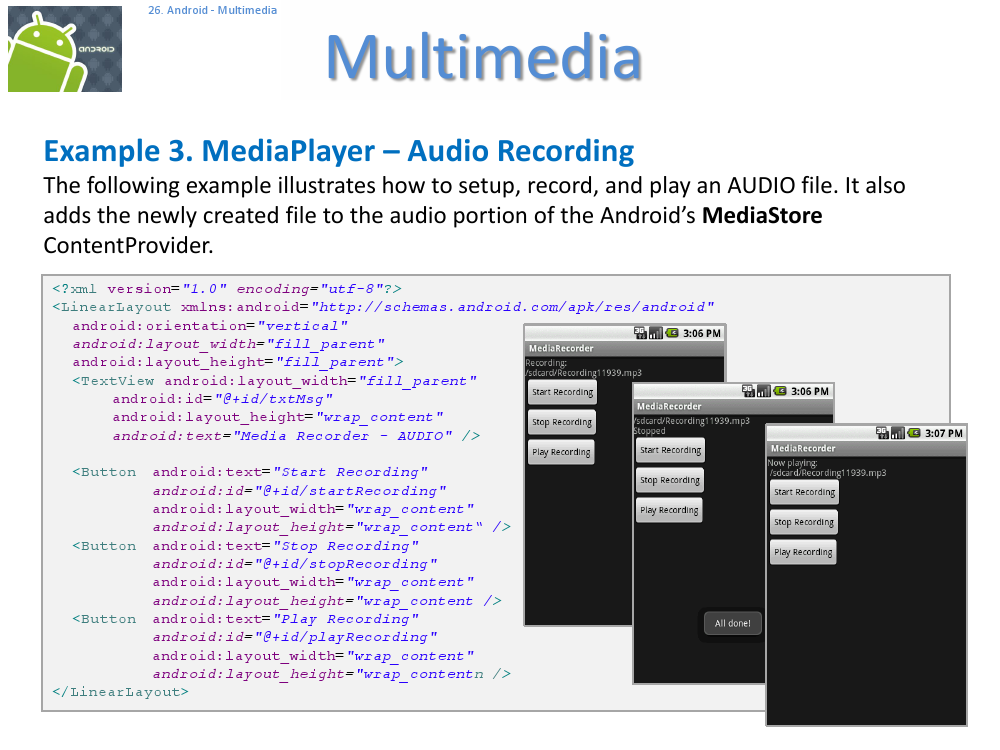 26. Android - Multimedia
ANDROID
Multimedia
Example 3. MediaPlayer – Audio Recording
The following example illustrates how to setup, record, and play an AUDIO file. It also
adds the newly created file to the audio portion of the Android’s MediaStore
ContentProvider.
<?xml version="1.0" encoding="utf-8"?>
<LinearLayout xmlns:android="http://schemas.android.com/apk/res/android"
android:orientation="vertical"
android:layout_width="fill_parent"
android:layout_height="fill_parent">
<TextView android:layout_width="fill_parent"
android:id="@+id/txtMsg"
android:layout_height="wrap_content"
android:text="Media Recorder - AUDIO" />
<Button android:text="Start Recording"
android:id="@+id/startRecording"
android:layout_width="wrap_content"
android:layout_height="wrap_content“ />
<Button android:text="Stop Recording"
android:id="@+id/stopRecording"
android:layout_width="wrap_content"
android:layout_height="wrap_content />
<Button android:text="Play Recording"
android:id="@+id/playRecording"
android:layout_width="wrap_content"
android:layout_height="wrap_contentn />
</LinearLayout>
3G 3:06 PM
MediaRecorder
Recording:
/sdcard/Recording11939.mp3
Start Recording
Stop Recording
Play Recording
3G 3:06 PM
MediaRecorder
/sdcard/Recording11939.mp3
Stopped
Start Recording
Stop Recording
Play Recording
All done!
3G 3:07 PM
MediaRecorder
Now playing:
/sdcard/Recording11939.mp3
Start Recording
Stop Recording
Play Recording